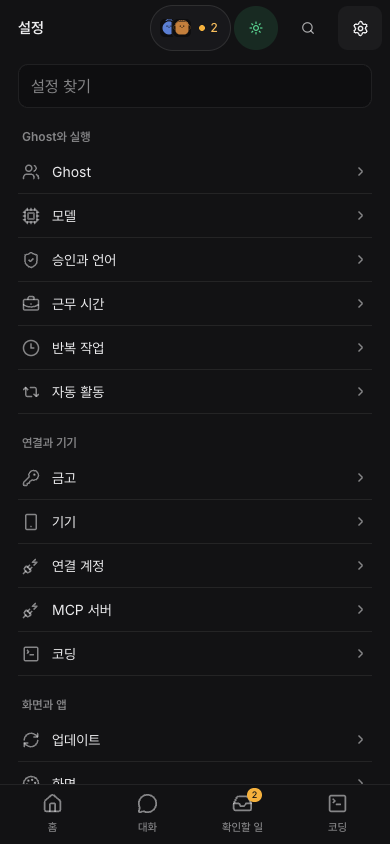 설정
2
설정 찾기
Ghost와 실행
Ghost
모델
승인과 언어
근무 시간
반복 작업
자동 활동
연결과 기기
금고
기기
연결 계정
MCP 서버
코딩
화면과 앱
업데이트
화면
2
홈
대화
확인할 일
코딩